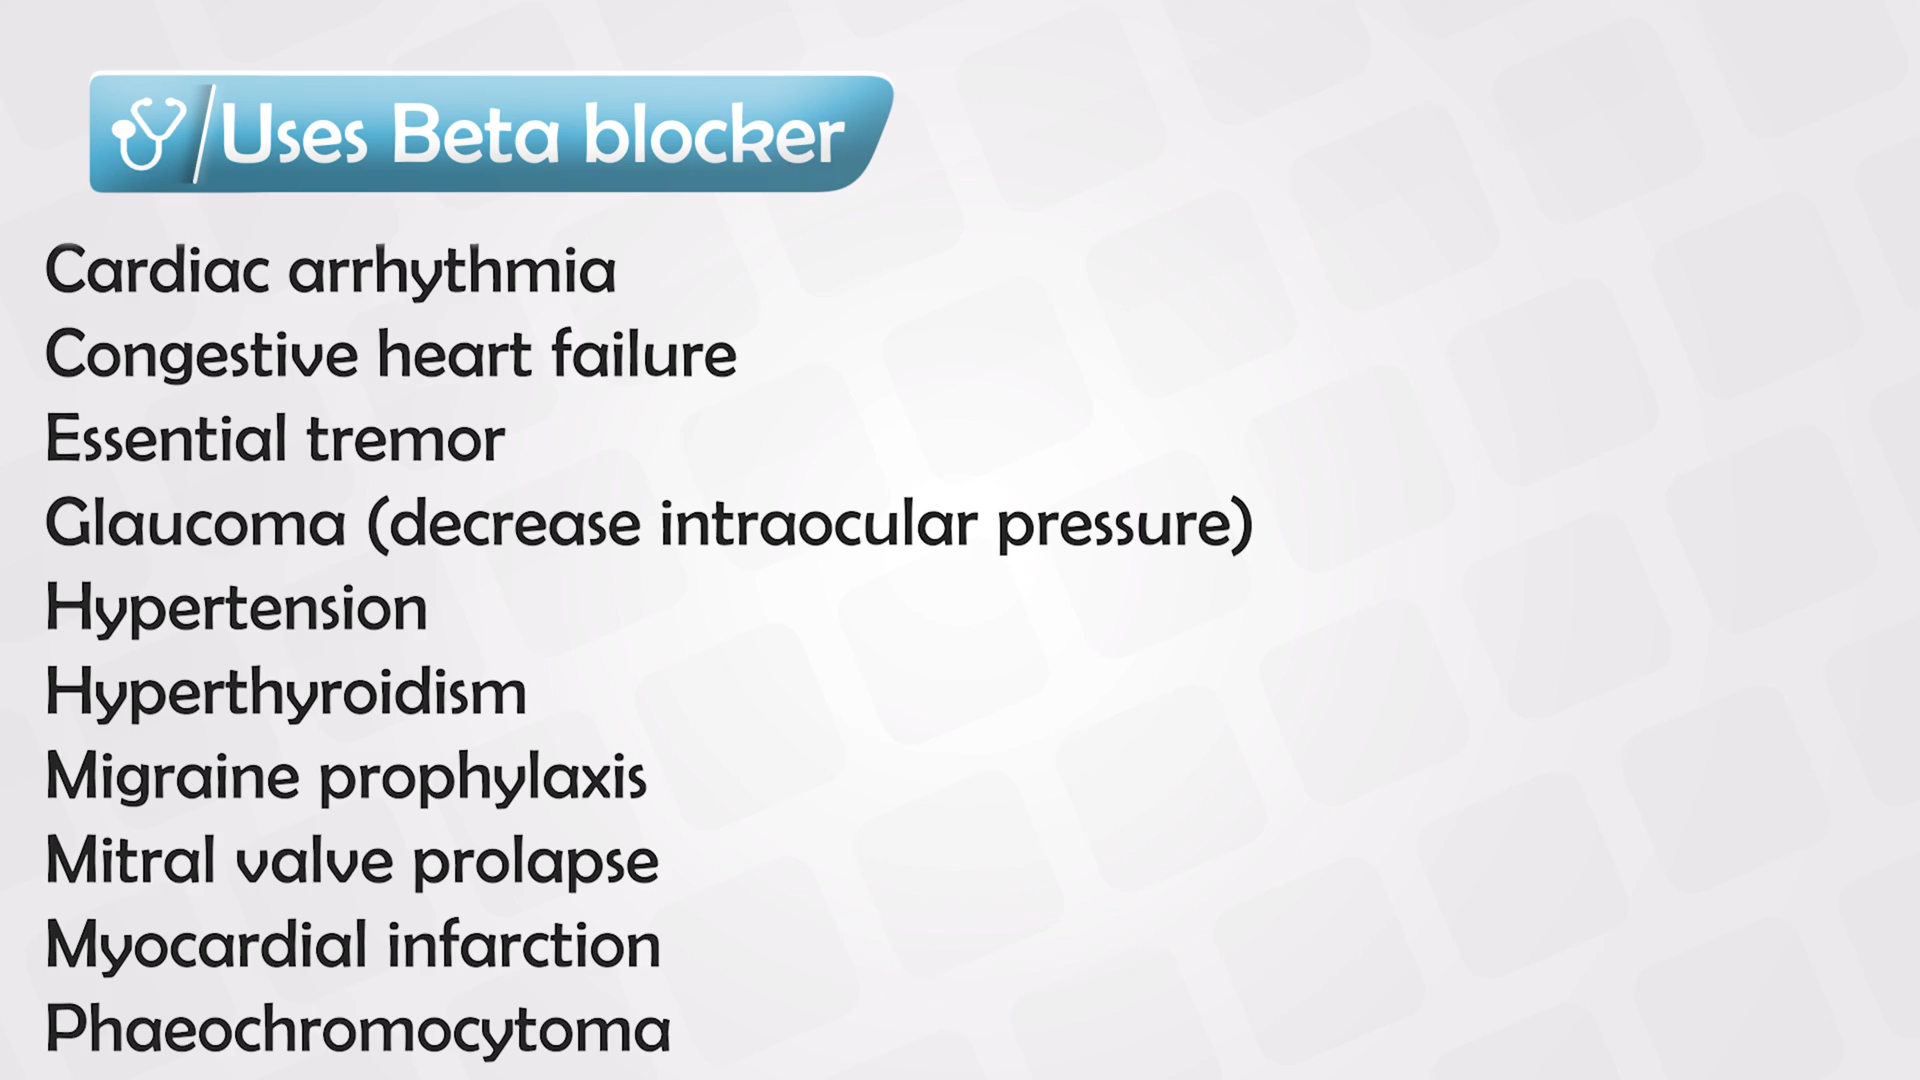 Uses Beta blocker
Cardiac arrhythmia
Congestive heart failure
Essential tremor
Glaucoma (decrease intraocular pressure)
Hypertension
Hyperthyroidism
Migraine prophylaxis
Mitral valve prolapse
Myocardial infarction
Phaeochromocytoma